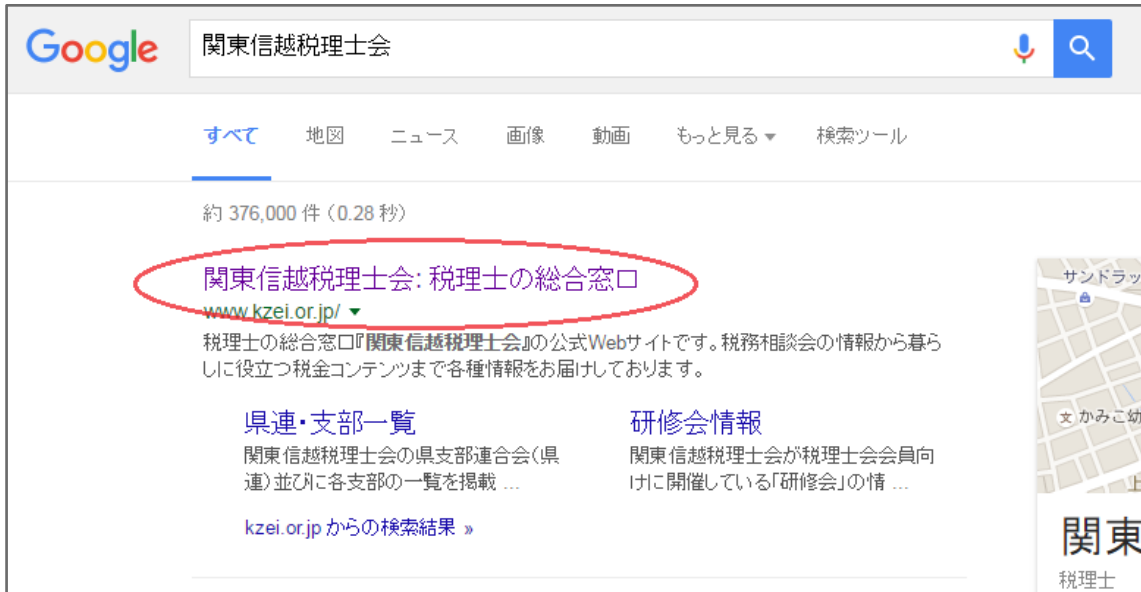 Google
関東信越税理士会
すべて 地図 ニュース 画像 動画 もっと見る ▾ 検索ツール
約 376,000 件 (0.28 秒)
関東信越税理士会: 税理士の総合窓口
www.kzei.or.jp/ ▾
税理士の総合窓口『関東信越税理士会』の公式Webサイトです。税務相談会の情報から暮ら
しに役立つ税金コンテンツまで各種情報をお届けしております。
県連・支部一覧
関東信越税理士会の県支部連合会(県
連)並びに各支部の一覧を掲載 ...
研修会情報
関東信越税理士会が税理士会会員向
けに開催している「研修会」の情 ...
kzei.or.jp からの検索結果 »
サンドラッ
文 かみこ幼
上
関東
税理士